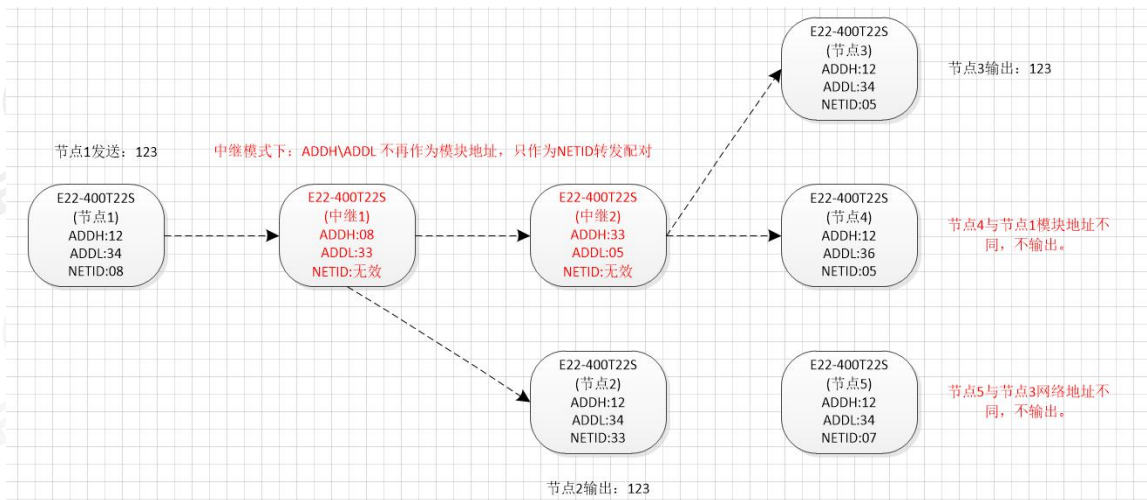 E22-400T22S
(节点3)
ADDH:12
ADDL:34
NETID:05
节点3输出：123
节点1发送：123
中继模式下：ADDH\ADDL 不再作为模块地址，只作为NETID转发配对
E22-400T22S
(节点1)
ADDH:12
ADDL:34
NETID:08
E22-400T22S
(中继1)
ADDH:08
ADDL:33
NETID:无效
E22-400T22S
(中继2)
ADDH:33
ADDL:05
NETID:无效
E22-400T22S
(节点4)
ADDH:12
ADDL:36
NETID:05
节点4与节点1模块地址不
同，不输出。
E22-400T22S
(节点2)
ADDH:12
ADDL:34
NETID:33
E22-400T22S
(节点5)
ADDH:12
ADDL:34
NETID:07
节点5与节点3网络地址不
同，不输出。
节点2输出：123